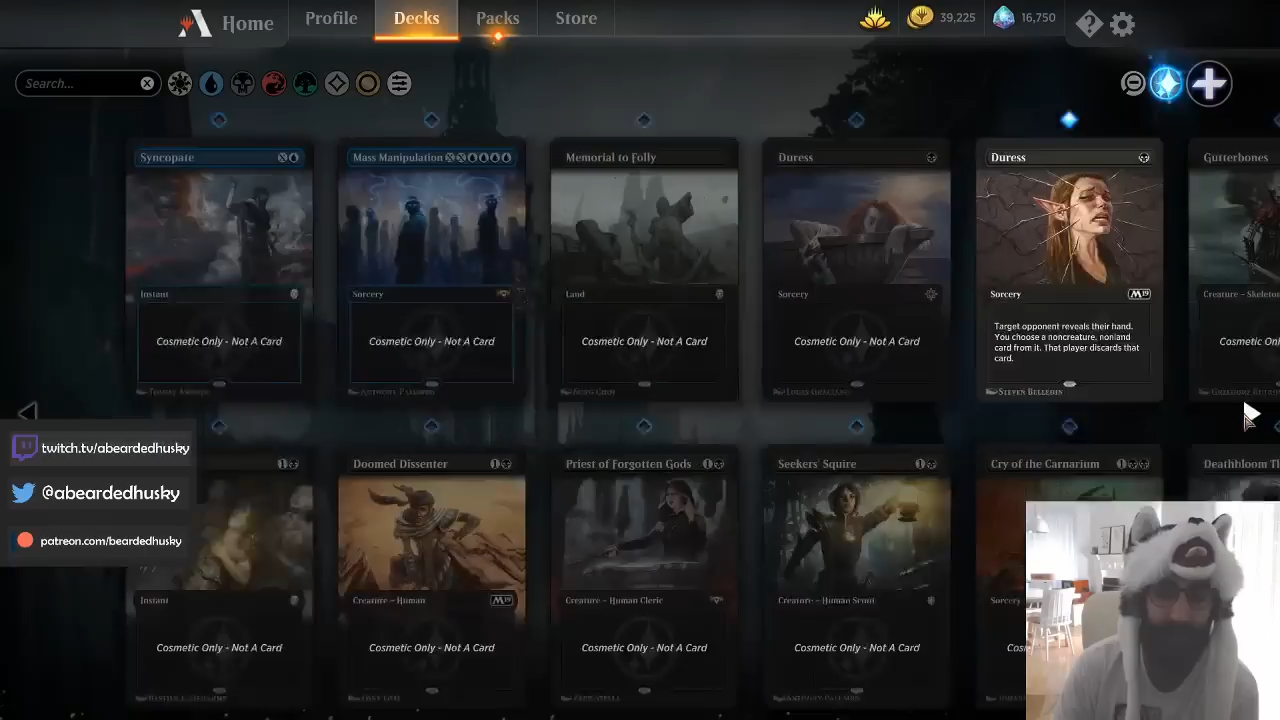 Home
Profile
Decks
Packs
Store
39,225
16,750
?
Search...
Syncopate
Mass Manipulation
Memorial to Folly
Duress
Duress
Gutterbones
Instant
Sorcery
Land
Sorcery
Sorcery
M19
Creature – Skeleton
Cosmetic Only - Not A Card
Cosmetic Only - Not A Card
Cosmetic Only - Not A Card
Cosmetic Only - Not A Card
Target opponent reveals their hand.
You choose a noncreature, nonland
card from it. That player discards that
card.
Steven Belledin
twitch.tv/abeardedhusky
@abeardedhusky
patreon.com/beardedhusky
Doomed Dissenter
Priest of Forgotten Gods
Seekers' Squire
Cry of the Carnarium
Instant
Creature – Human
M19
Creature – Human Cleric
Creature – Human Scout
Sorcery
Cosmetic Only - Not A Card
Cosmetic Only - Not A Card
Cosmetic Only - Not A Card
Cosmetic Only - Not A Card